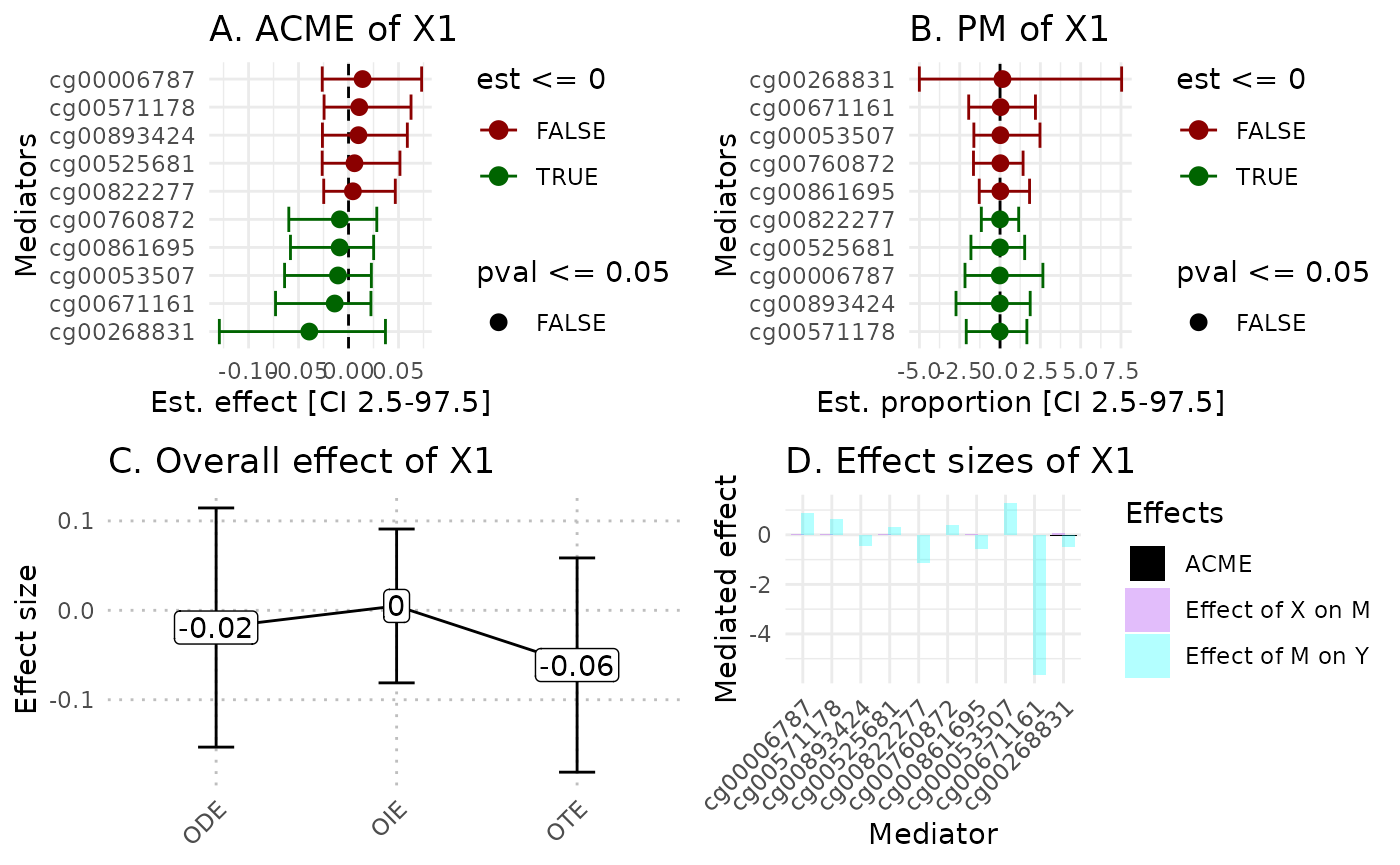 A. ACME of X1
Mediators
cg00006787
cg00571178
cg00893424
cg00525681
cg00822277
cg00760872
cg00861695
cg00053507
cg00671161
cg00268831
-0.10 -0.05 0.00 0.05
Est. effect [CI 2.5-97.5]
est <= 0
FALSE
TRUE
pval <= 0.05
FALSE
B. PM of X1
Mediators
cg00268831
cg00671161
cg00053507
cg00760872
cg00861695
cg00822277
cg00525681
cg00006787
cg00893424
cg00571178
-5.0 -2.5 0.0 2.5 5.0 7.5
Est. proportion [CI 2.5-97.5]
est <= 0
FALSE
TRUE
pval <= 0.05
FALSE
C. Overall effect of X1
Effect size
0.1
0.0
-0.1
-0.02
0
-0.06
ODE
OIE
OTE
D. Effect sizes of X1
Mediated effect
0
-2
-4
cg00006787
cg00571178
cg00893424
cg00525681
cg00822277
cg00760872
cg00861695
cg00053507
cg00671161
cg00268831
Mediator
Effects
ACME
Effect of X on M
Effect of M on Y